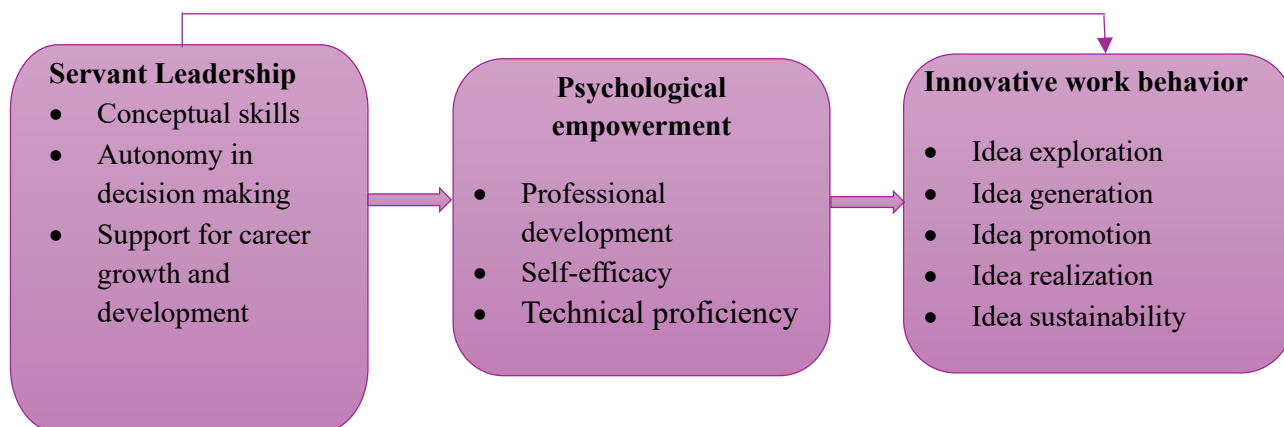 Servant Leadership
• Conceptual skills
• Autonomy in
decision making
• Support for career
growth and
development
Psychological
empowerment
• Professional
development
• Self-efficacy
• Technical proficiency
Innovative work behavior
• Idea exploration
• Idea generation
• Idea promotion
• Idea realization
• Idea sustainability